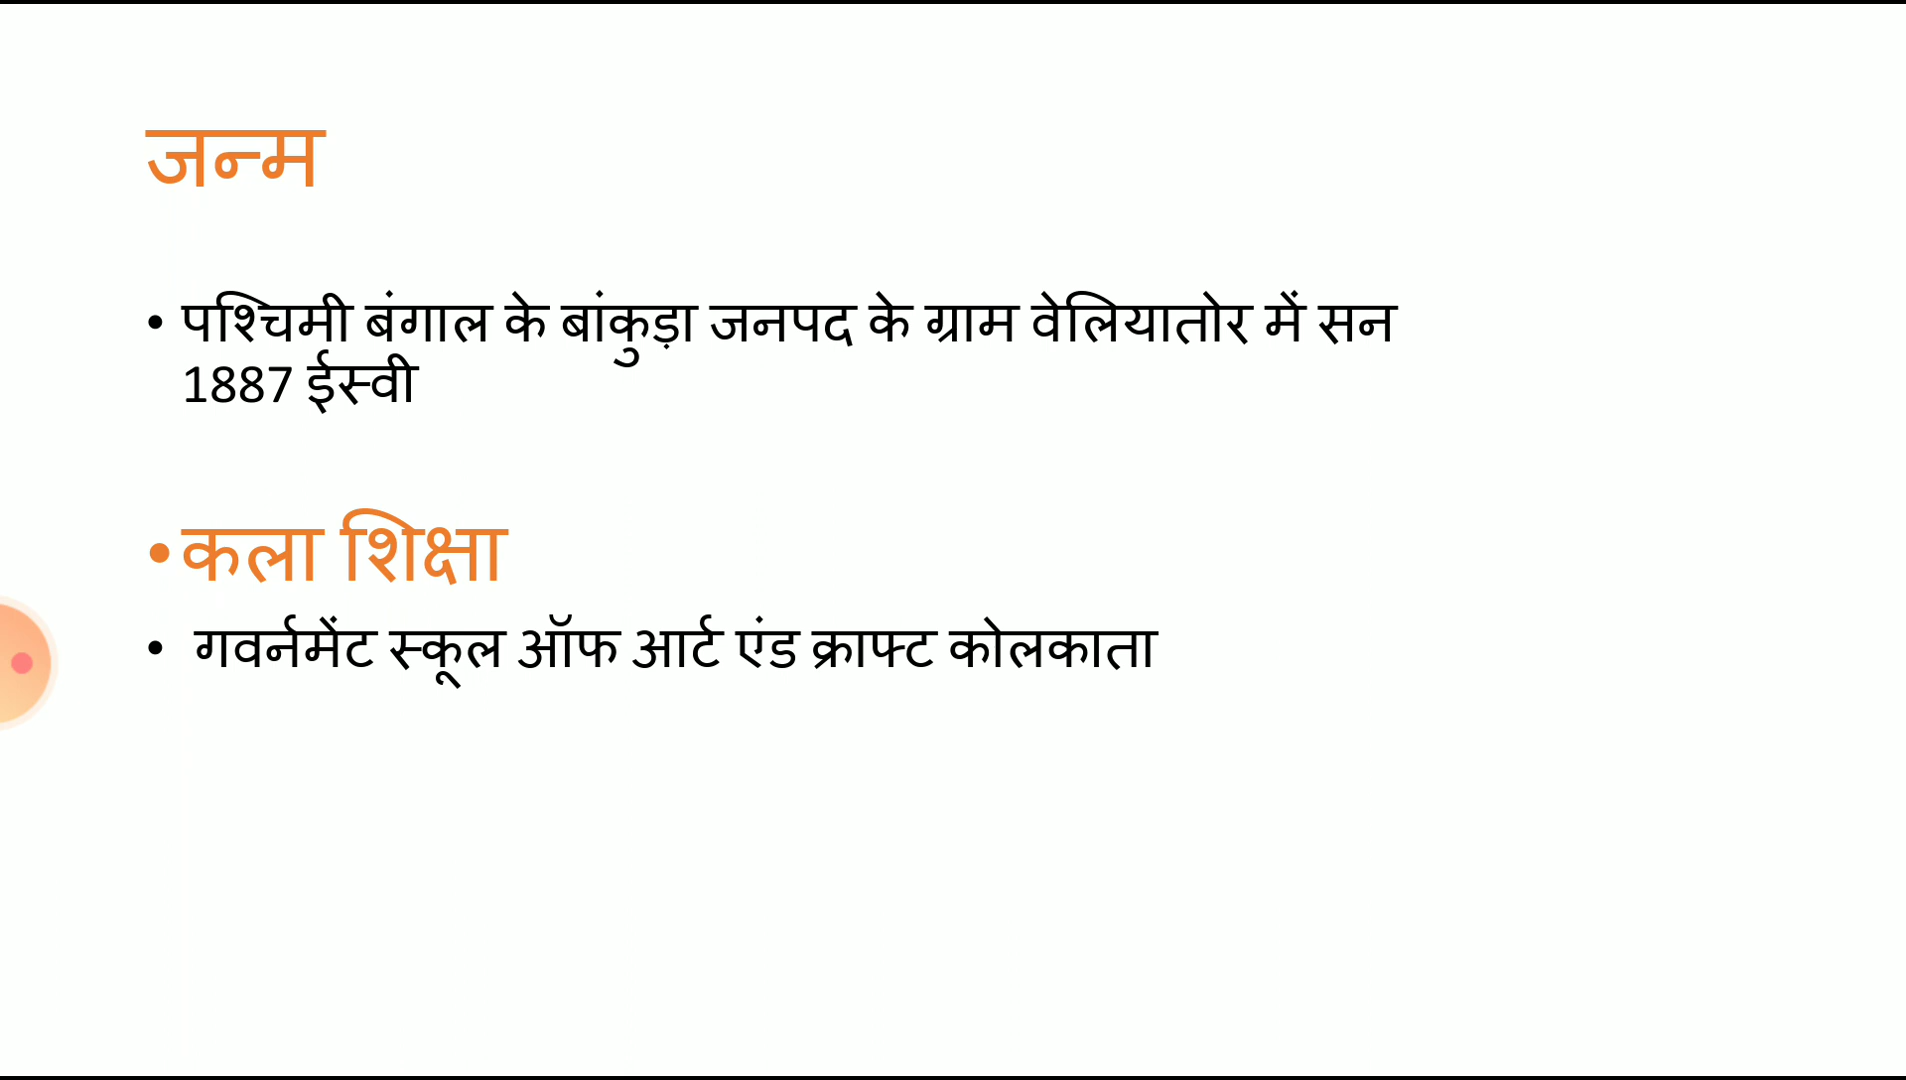 जन्म
• पश्चिमी बंगाल के बांकुड़ा जनपद के ग्राम वेलियातोर में सन
1887 ईस्वी
• कला शिक्षा
• गवर्नमेंट स्कूल ऑफ आर्ट एंड क्राफ्ट कोलकाता